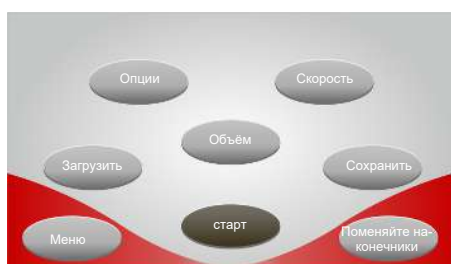 Опции
Скорость
Объём
Загрузить
Сохранить
старт
Меню
Поменяйте на-
конечники